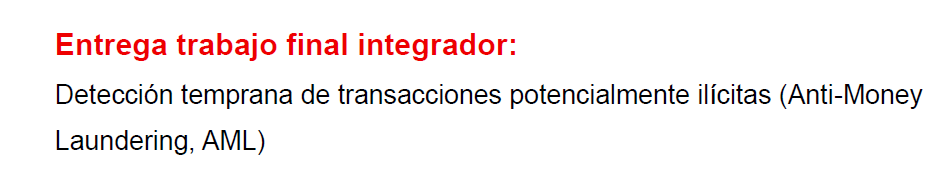 Entrega trabajo final integrador:
Detección temprana de transacciones potencialmente ilícitas (Anti-Money
Laundering, AML)